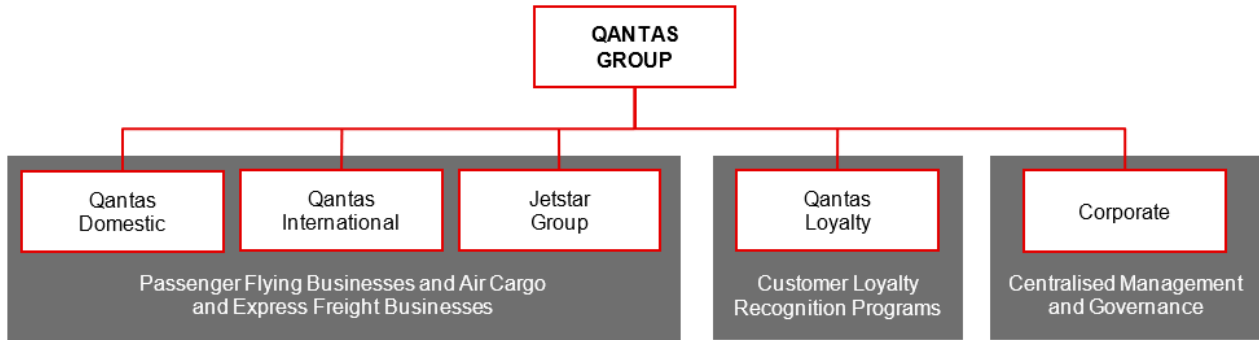 QANTAS
GROUP
Qantas
Domestic
Qantas
International
Jetstar
Group
Qantas
Loyalty
Corporate
Passenger Flying Businesses and Air Cargo
and Express Freight Businesses
Customer Loyalty
Recognition Programs
Centralised Management
and Governance